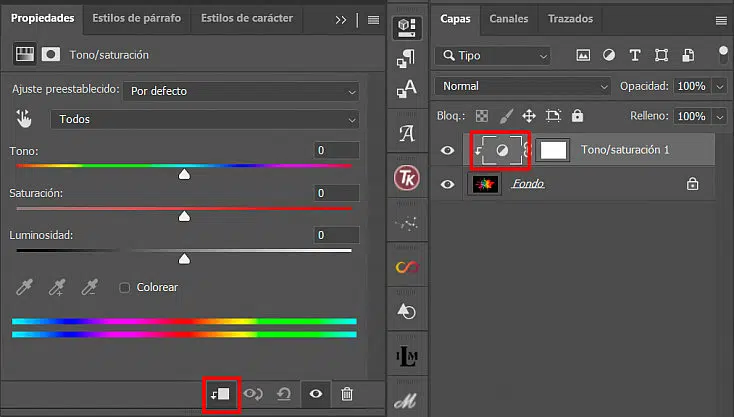 Propiedades Estilos de párrafo Estilos de carácter
Tono/saturación
Ajuste preestablecido: Por defecto
Todos
Tono: 0
Saturación: 0
Luminosidad: 0
Colorear
A
A
TK
ILM
M
Capas Canales Trazados
Tipo
T
Normal Opacidad: 100%
Bloq.: Relleno: 100%
Tono/saturación 1
Fondo